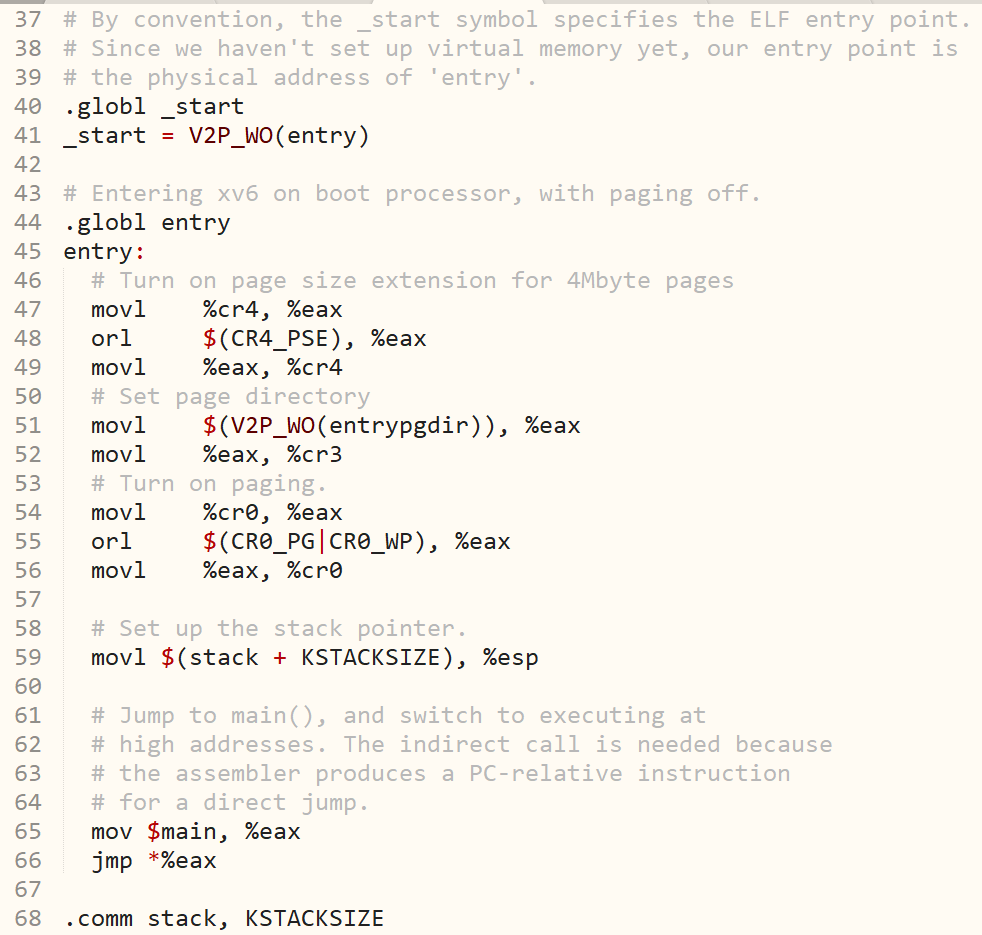 37 # By convention, the _start symbol specifies the ELF entry point.
38 # Since we haven't set up virtual memory yet, our entry point is
39 # the physical address of 'entry'.
40 .globl _start
41 _start = V2P_WO(entry)
42
43 # Entering xv6 on boot processor, with paging off.
44 .globl entry
45 entry:
46   # Turn on page size extension for 4Mbyte pages
47   movl    %cr4, %eax
48   orl     $(CR4_PSE), %eax
49   movl    %eax, %cr4
50   # Set page directory
51   movl    $(V2P_WO(entrypgdir)), %eax
52   movl    %eax, %cr3
53   # Turn on paging.
54   movl    %cr0, %eax
55   orl     $(CR0_PG|CR0_WP), %eax
56   movl    %eax, %cr0
57
58   # Set up the stack pointer.
59   movl $(stack + KSTACKSIZE), %esp
60
61   # Jump to main(), and switch to executing at
62   # high addresses. The indirect call is needed because
63   # the assembler produces a PC-relative instruction
64   # for a direct jump.
65   mov $main, %eax
66   jmp *%eax
67
68 .comm stack, KSTACKSIZE